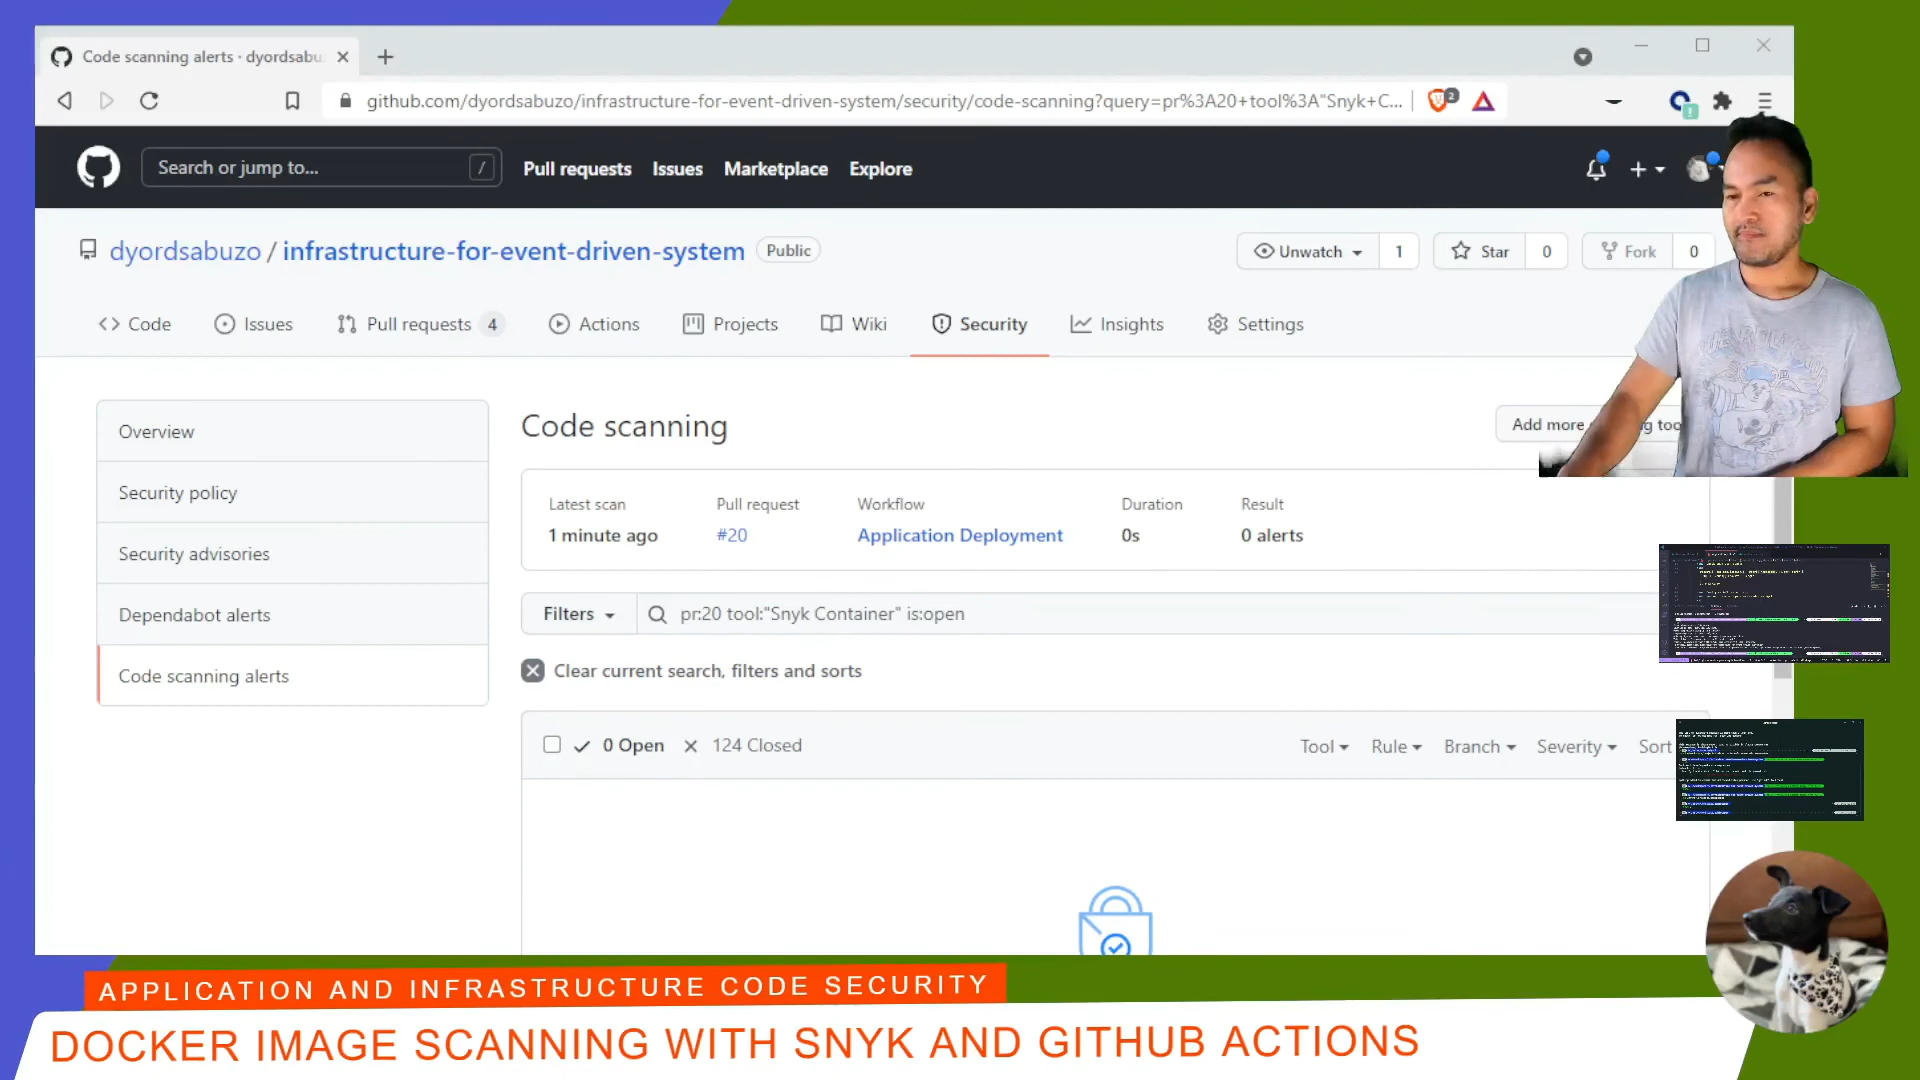 Code scanning alerts · dyordsabu
github.com/dyordsabuzo/infrastructure-for-event-driven-system/security/code-scanning?query=pr%3A20+tool%3A"Snyk+C...
2
Search or jump to...
/
Pull requests
Issues
Marketplace
Explore
dyordsabuzo / infrastructure-for-event-driven-system
Public
Unwatch 1
Star 0
Fork 0
Code
Issues
Pull requests 4
Actions
Projects
Wiki
Security
Insights
Settings
Overview
Security policy
Security advisories
Dependabot alerts
Code scanning alerts
Code scanning
Add more
Latest scan Pull request Workflow Duration Result
1 minute ago #20 Application Deployment 0s 0 alerts
Filters
pr:20 tool:"Snyk Container" is:open
Clear current search, filters and sorts
0 Open 124 Closed
Tool Rule Branch Severity Sort
APPLICATION AND INFRASTRUCTURE CODE SECURITY
DOCKER IMAGE SCANNING WITH SNYK AND GITHUB ACTIONS